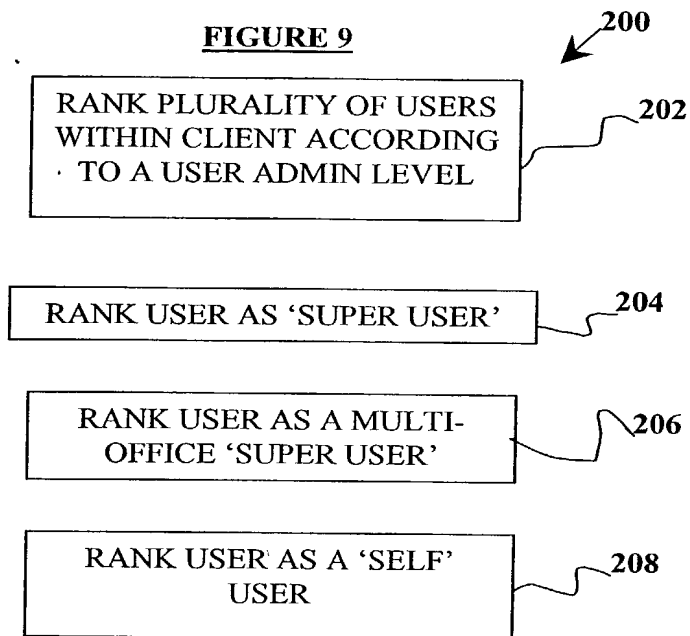 FIGURE 9
200
RANK PLURALITY OF USERS
WITHIN CLIENT ACCORDING
TO A USER ADMIN LEVEL
202
RANK USER AS ‘SUPER USER’
204
RANK USER AS A MULTI-
OFFICE ‘SUPER USER’
206
RANK USER AS A ‘SELF’
USER
208